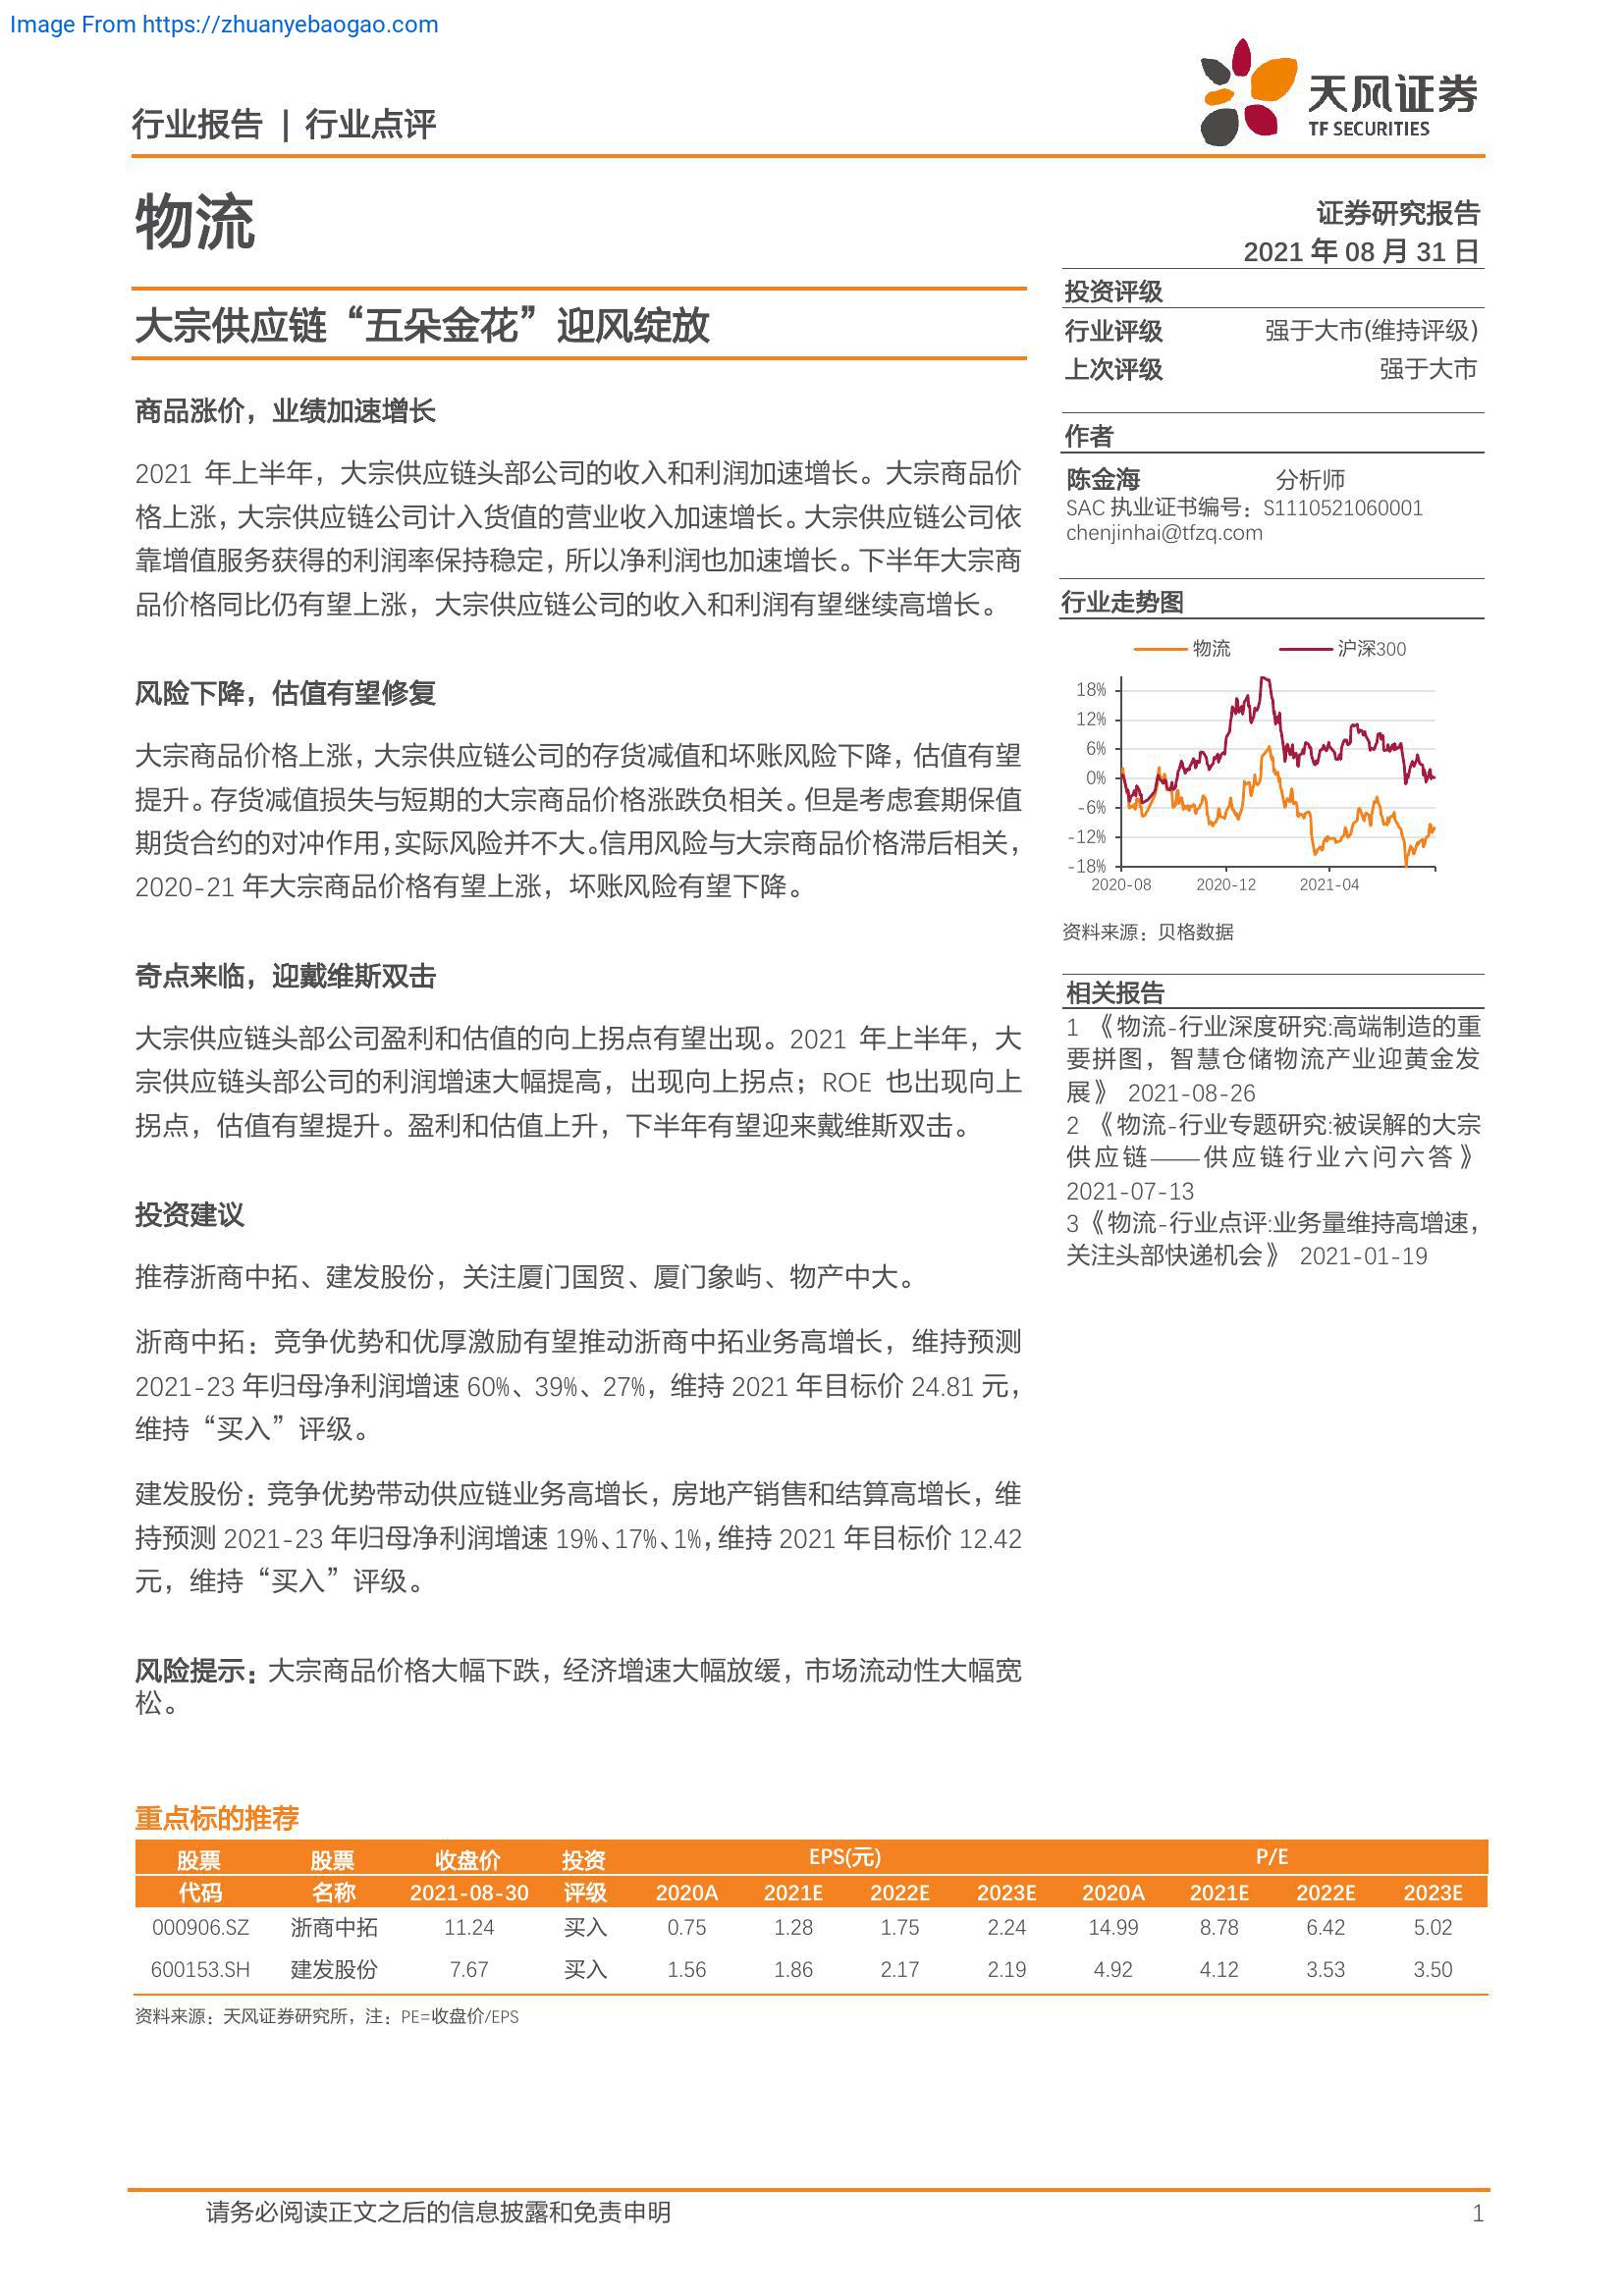 Image From https://zhuanyebaogao.com
行业报告 | 行业点评
天风证券
TF SECURITIES
物流
证券研究报告
2021 年 08 月 31 日
大宗供应链“五朵金花”迎风绽放
商品涨价，业绩加速增长
2021 年上半年，大宗供应链头部公司的收入和利润加速增长。大宗商品价
格上涨，大宗供应链公司计入货值的营业收入加速增长。大宗供应链公司依
靠增值服务获得的利润率保持稳定，所以净利润也加速增长。下半年大宗商
品价格同比仍有望上涨，大宗供应链公司的收入和利润有望继续高增长。
风险下降，估值有望修复
大宗商品价格上涨，大宗供应链公司的存货减值和坏账风险下降，估值有望
提升。存货减值损失与短期的大宗商品价格涨跌负相关。但是考虑套期保值
期货合约的对冲作用，实际风险并不大。信用风险与大宗商品价格滞后相关，
2020-21 年大宗商品价格有望上涨，坏账风险有望下降。
奇点来临，迎戴维斯双击
大宗供应链头部公司盈利和估值的向上拐点有望出现。2021 年上半年，大
宗供应链头部公司的利润增速大幅提高，出现向上拐点；ROE 也出现向上
拐点，估值有望提升。盈利和估值上升，下半年有望迎来戴维斯双击。
投资建议
推荐浙商中拓、建发股份，关注厦门国贸、厦门象屿、物产中大。
浙商中拓：竞争优势和优厚激励有望推动浙商中拓业务高增长，维持预测
2021-23 年归母净利润增速 60%、39%、27%，维持 2021 年目标价 24.81 元，
维持“买入”评级。
建发股份：竞争优势带动供应链业务高增长，房地产销售和结算高增长，维
持预测 2021-23 年归母净利润增速 19%、17%、1%，维持 2021 年目标价 12.42
元，维持“买入”评级。
风险提示：大宗商品价格大幅下跌，经济增速大幅放缓，市场流动性大幅宽
松。
投资评级
行业评级 强于大市(维持评级)
上次评级 强于大市
作者
陈金海 分析师
SAC 执业证书编号：S1110521060001
chenjinhai@tfzq.com
行业走势图
物流 沪深300
18%
12%
6%
0%
-6%
-12%
-18%
2020-08 2020-12 2021-04
资料来源：贝格数据
相关报告
1 《物流-行业深度研究:高端制造的重
要拼图，智慧仓储物流产业迎黄金发
展》 2021-08-26
2 《物流-行业专题研究:被误解的大宗
供应链——供应链行业六问六答》
2021-07-13
3 《物流-行业点评:业务量维持高增速，
关注头部快递机会》 2021-01-19
重点标的推荐
股票 股票 收盘价 投资 EPS(元) P/E
代码 名称 2021-08-30 评级 2020A 2021E 2022E 2023E 2020A 2021E 2022E 2023E
000906.SZ 浙商中拓 11.24 买入 0.75 1.28 1.75 2.24 14.99 8.78 6.42 5.02
600153.SH 建发股份 7.67 买入 1.56 1.86 2.17 2.19 4.92 4.12 3.53 3.50
资料来源：天风证券研究所，注：PE=收盘价/EPS
请务必阅读正文之后的信息披露和免责申明 1